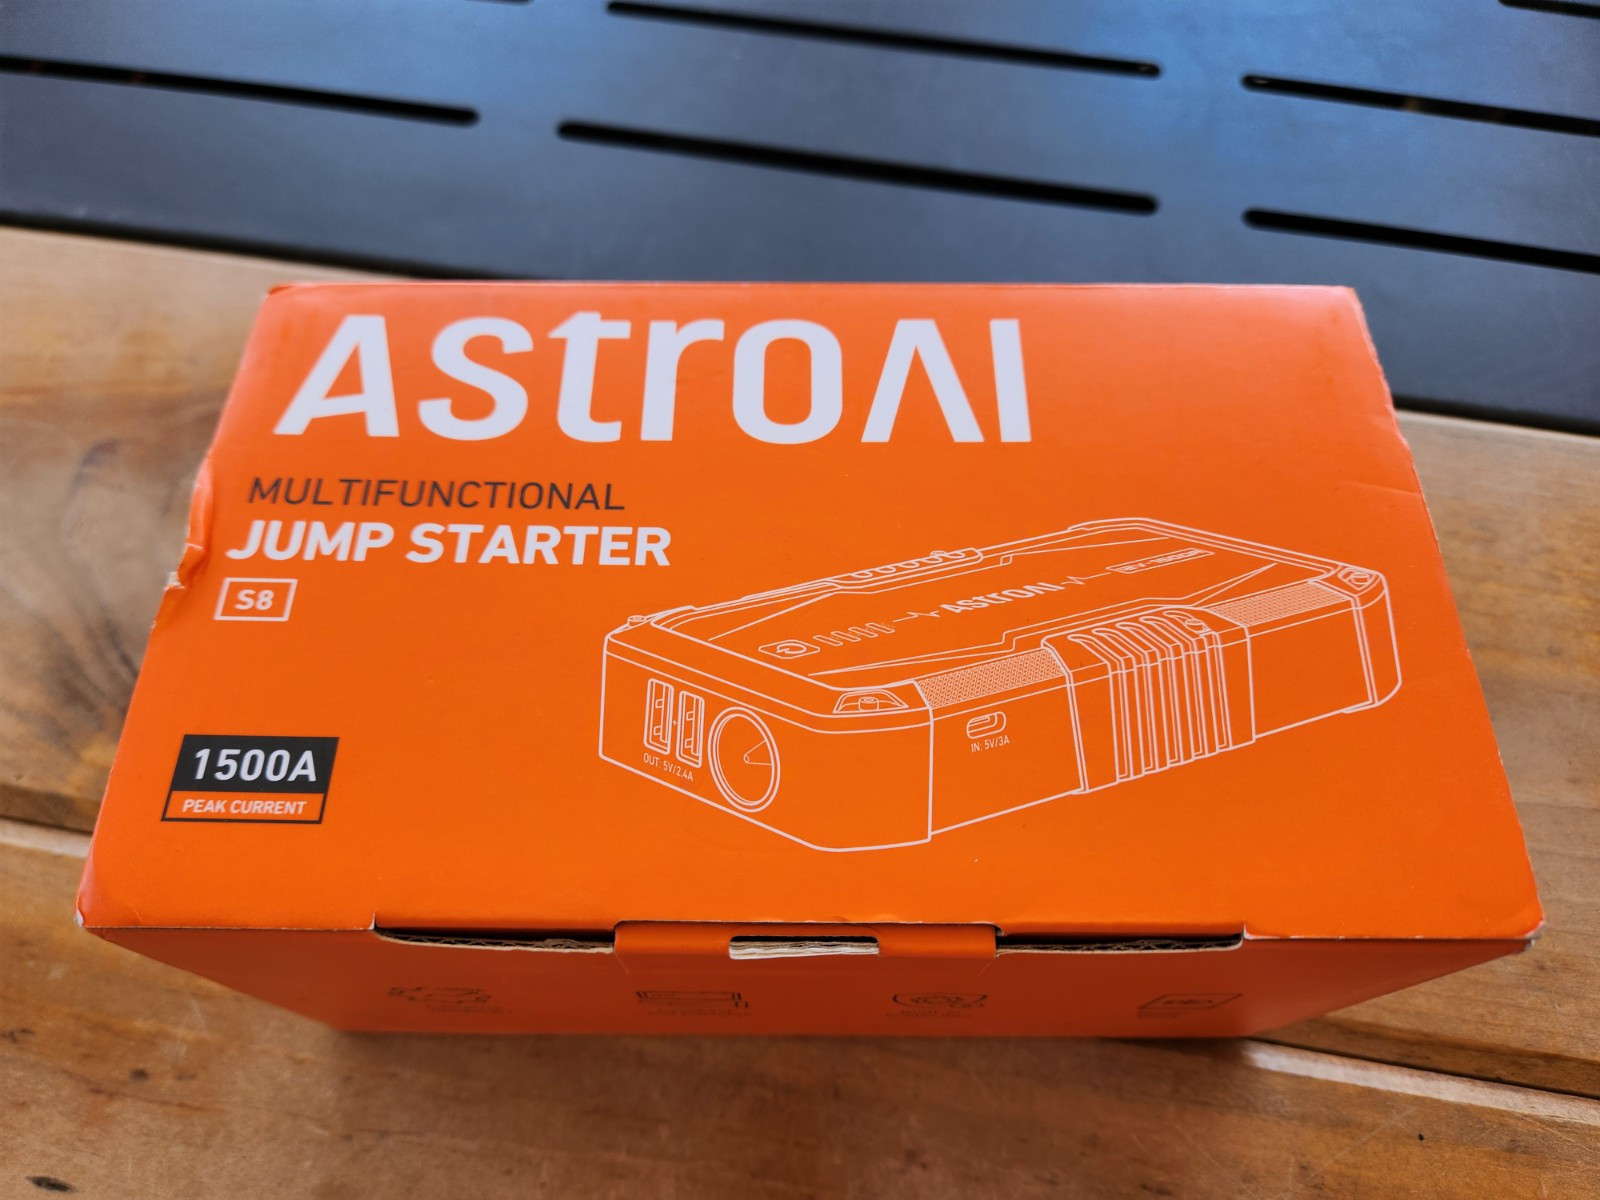 AstroAI
MULTIFUNCTIONAL
JUMP STARTER
S8
AstroAI
1500A
PEAK CURRENT
OUT: 5V/2.4A
IN: 5V/3A